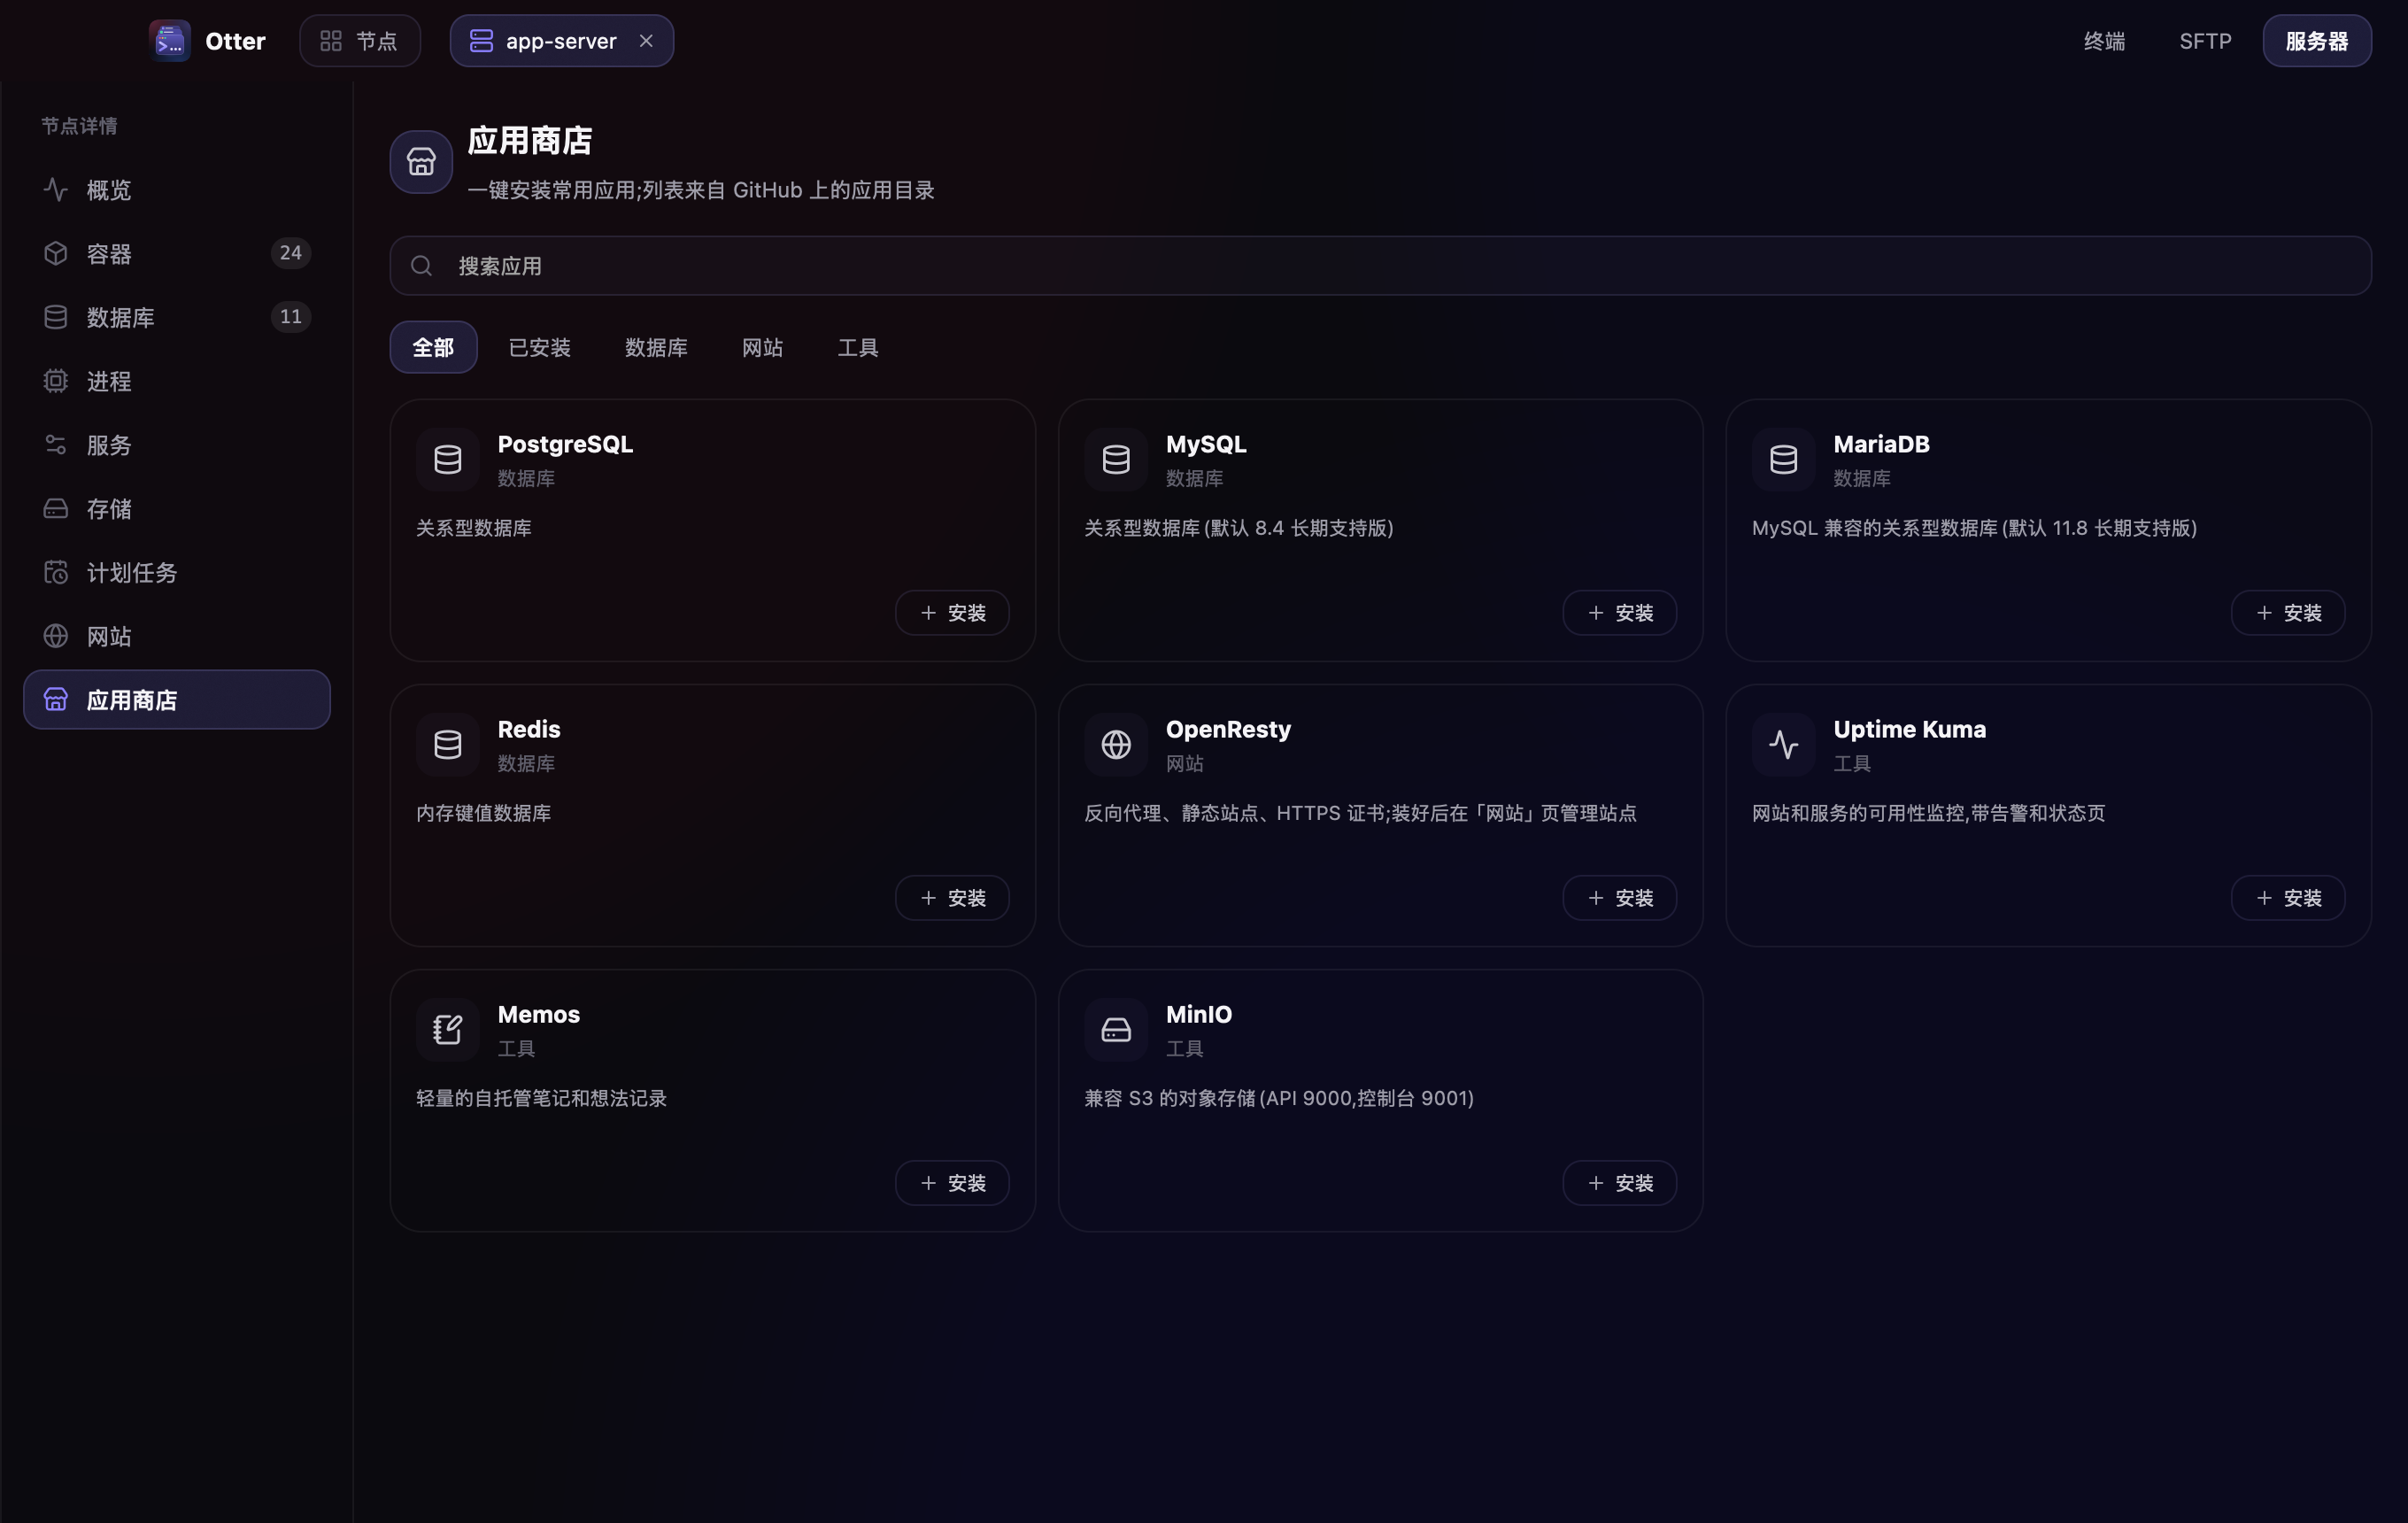 Otter
节点
app-server
终端
SFTP
服务器
节点详情
概览
容器 24
数据库 11
进程
服务
存储
计划任务
网站
应用商店
应用商店
一键安装常用应用;列表来自 GitHub 上的应用目录
搜索应用
全部 已安装 数据库 网站 工具
PostgreSQL
数据库
关系型数据库
安装
MySQL
数据库
关系型数据库(默认 8.4 长期支持版)
安装
MariaDB
数据库
MySQL 兼容的关系型数据库(默认 11.8 长期支持版)
安装
Redis
数据库
内存键值数据库
安装
OpenResty
网站
反向代理、静态站点、HTTPS 证书;装好后在「网站」页管理站点
安装
Uptime Kuma
工具
网站和服务的可用性监控,带告警和状态页
安装
Memos
工具
轻量的自托管笔记和想法记录
安装
MinIO
工具
兼容 S3 的对象存储(API 9000,控制台 9001)
安装